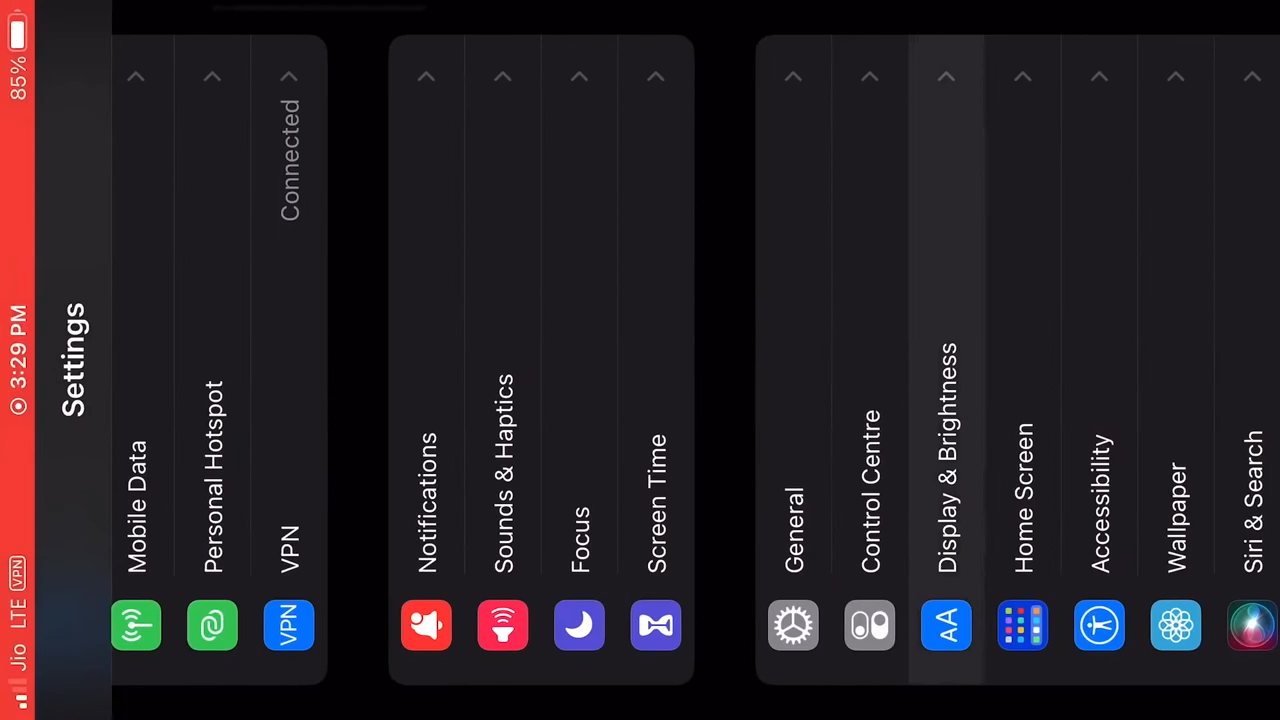 Jio LTE VPN 3:29 PM 85%
Settings
Mobile Data
Personal Hotspot
VPN VPN Connected
Notifications
Sounds & Haptics
Focus
Screen Time
General
Control Centre
AA Display & Brightness
Home Screen
Accessibility
Wallpaper
Siri & Search